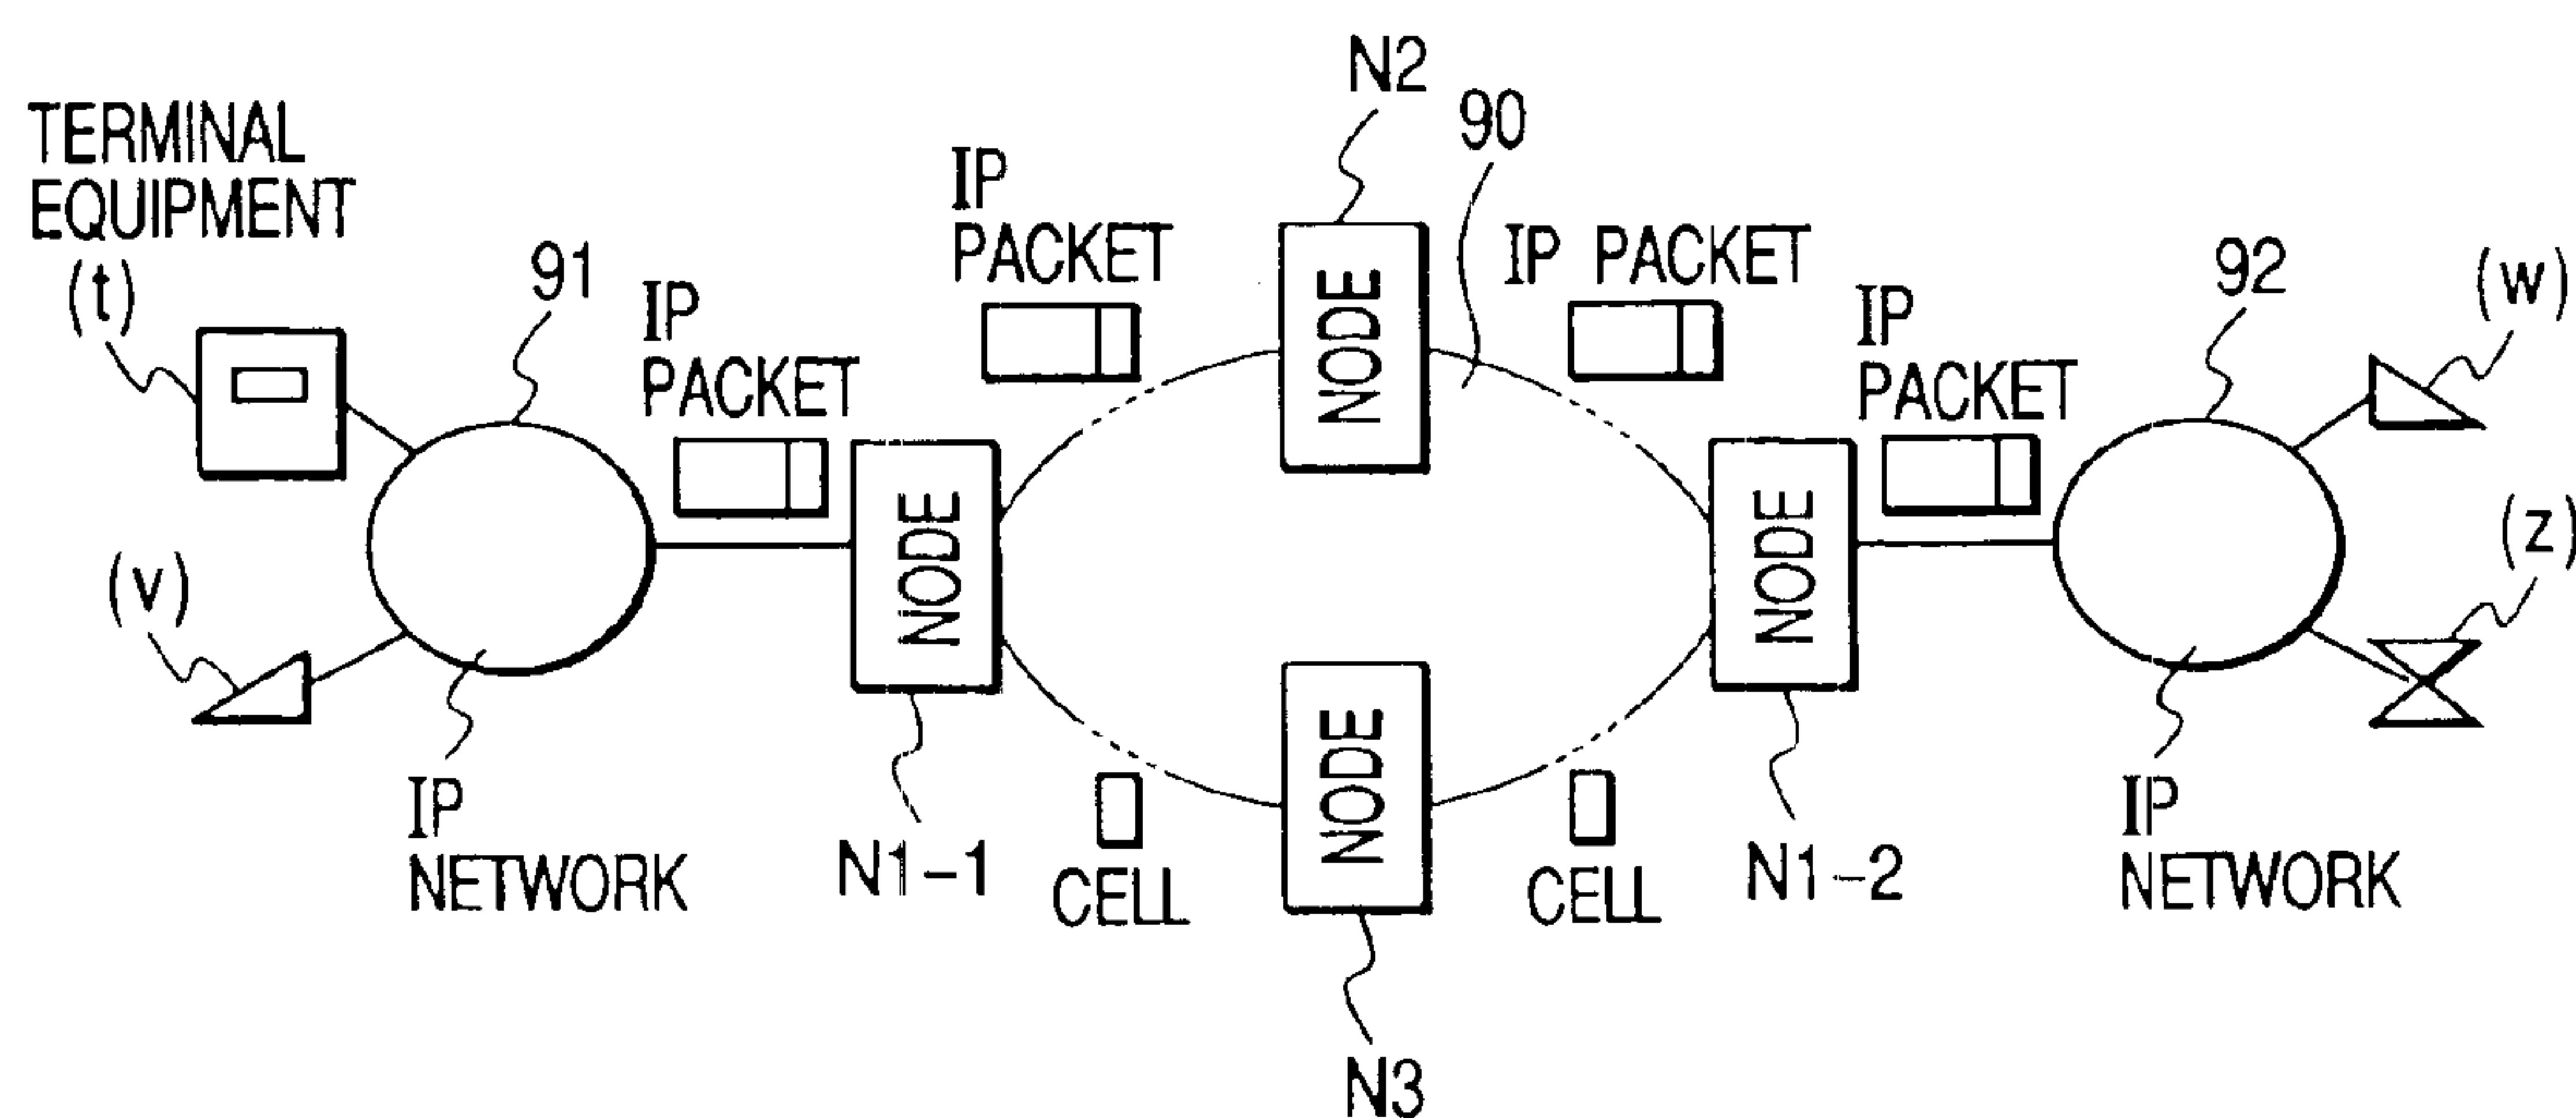 N2
90
TERMINAL
EQUIPMENT
(t)
91
IP
PACKET
IP
PACKET
IP PACKET
IP
PACKET
92
(w)
(v)
(z)
NODE
NODE
NODE
NODE
IP
NETWORK
N1-1
CELL
CELL
N1-2
IP
NETWORK
N3